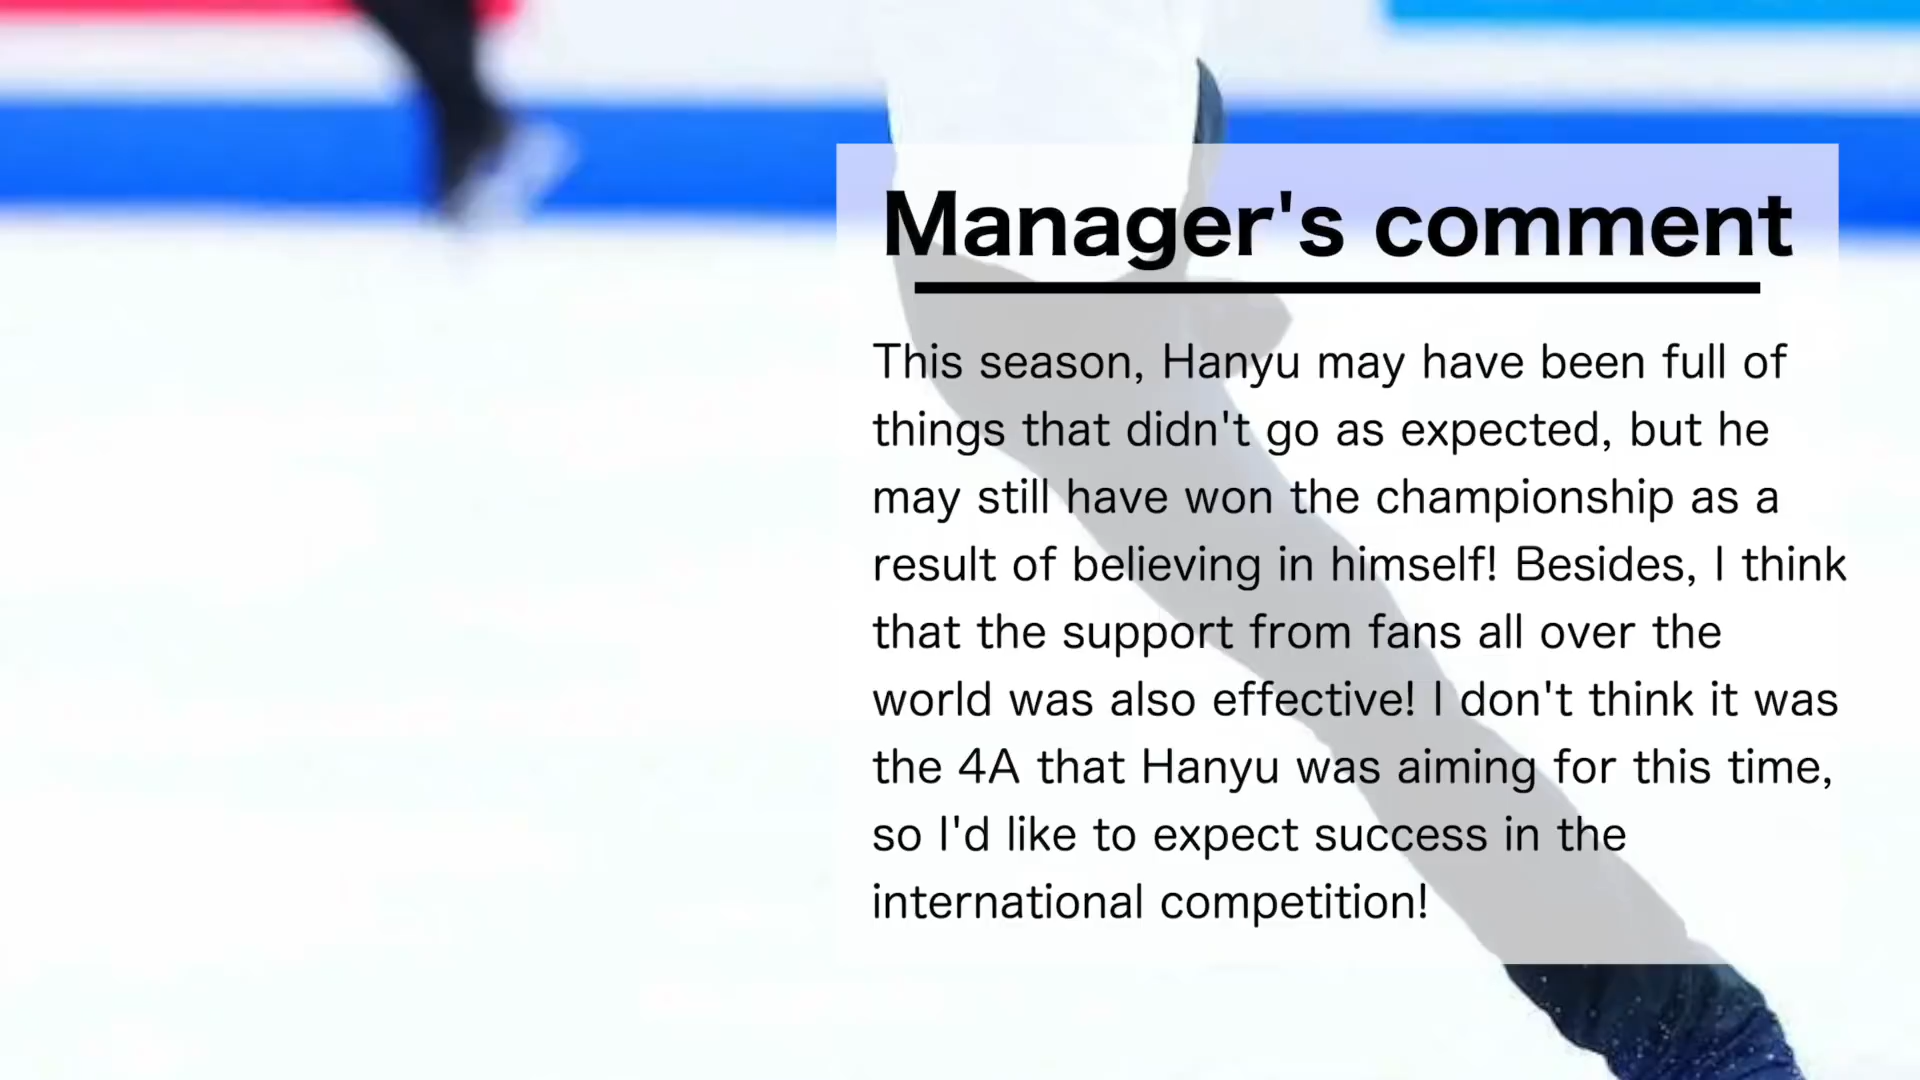 Manager's comment
This season, Hanyu may have been full of
things that didn't go as expected, but he
may still have won the championship as a
result of believing in himself! Besides, I think
that the support from fans all over the
world was also effective! I don't think it was
the 4A that Hanyu was aiming for this time,
so I'd like to expect success in the
international competition!